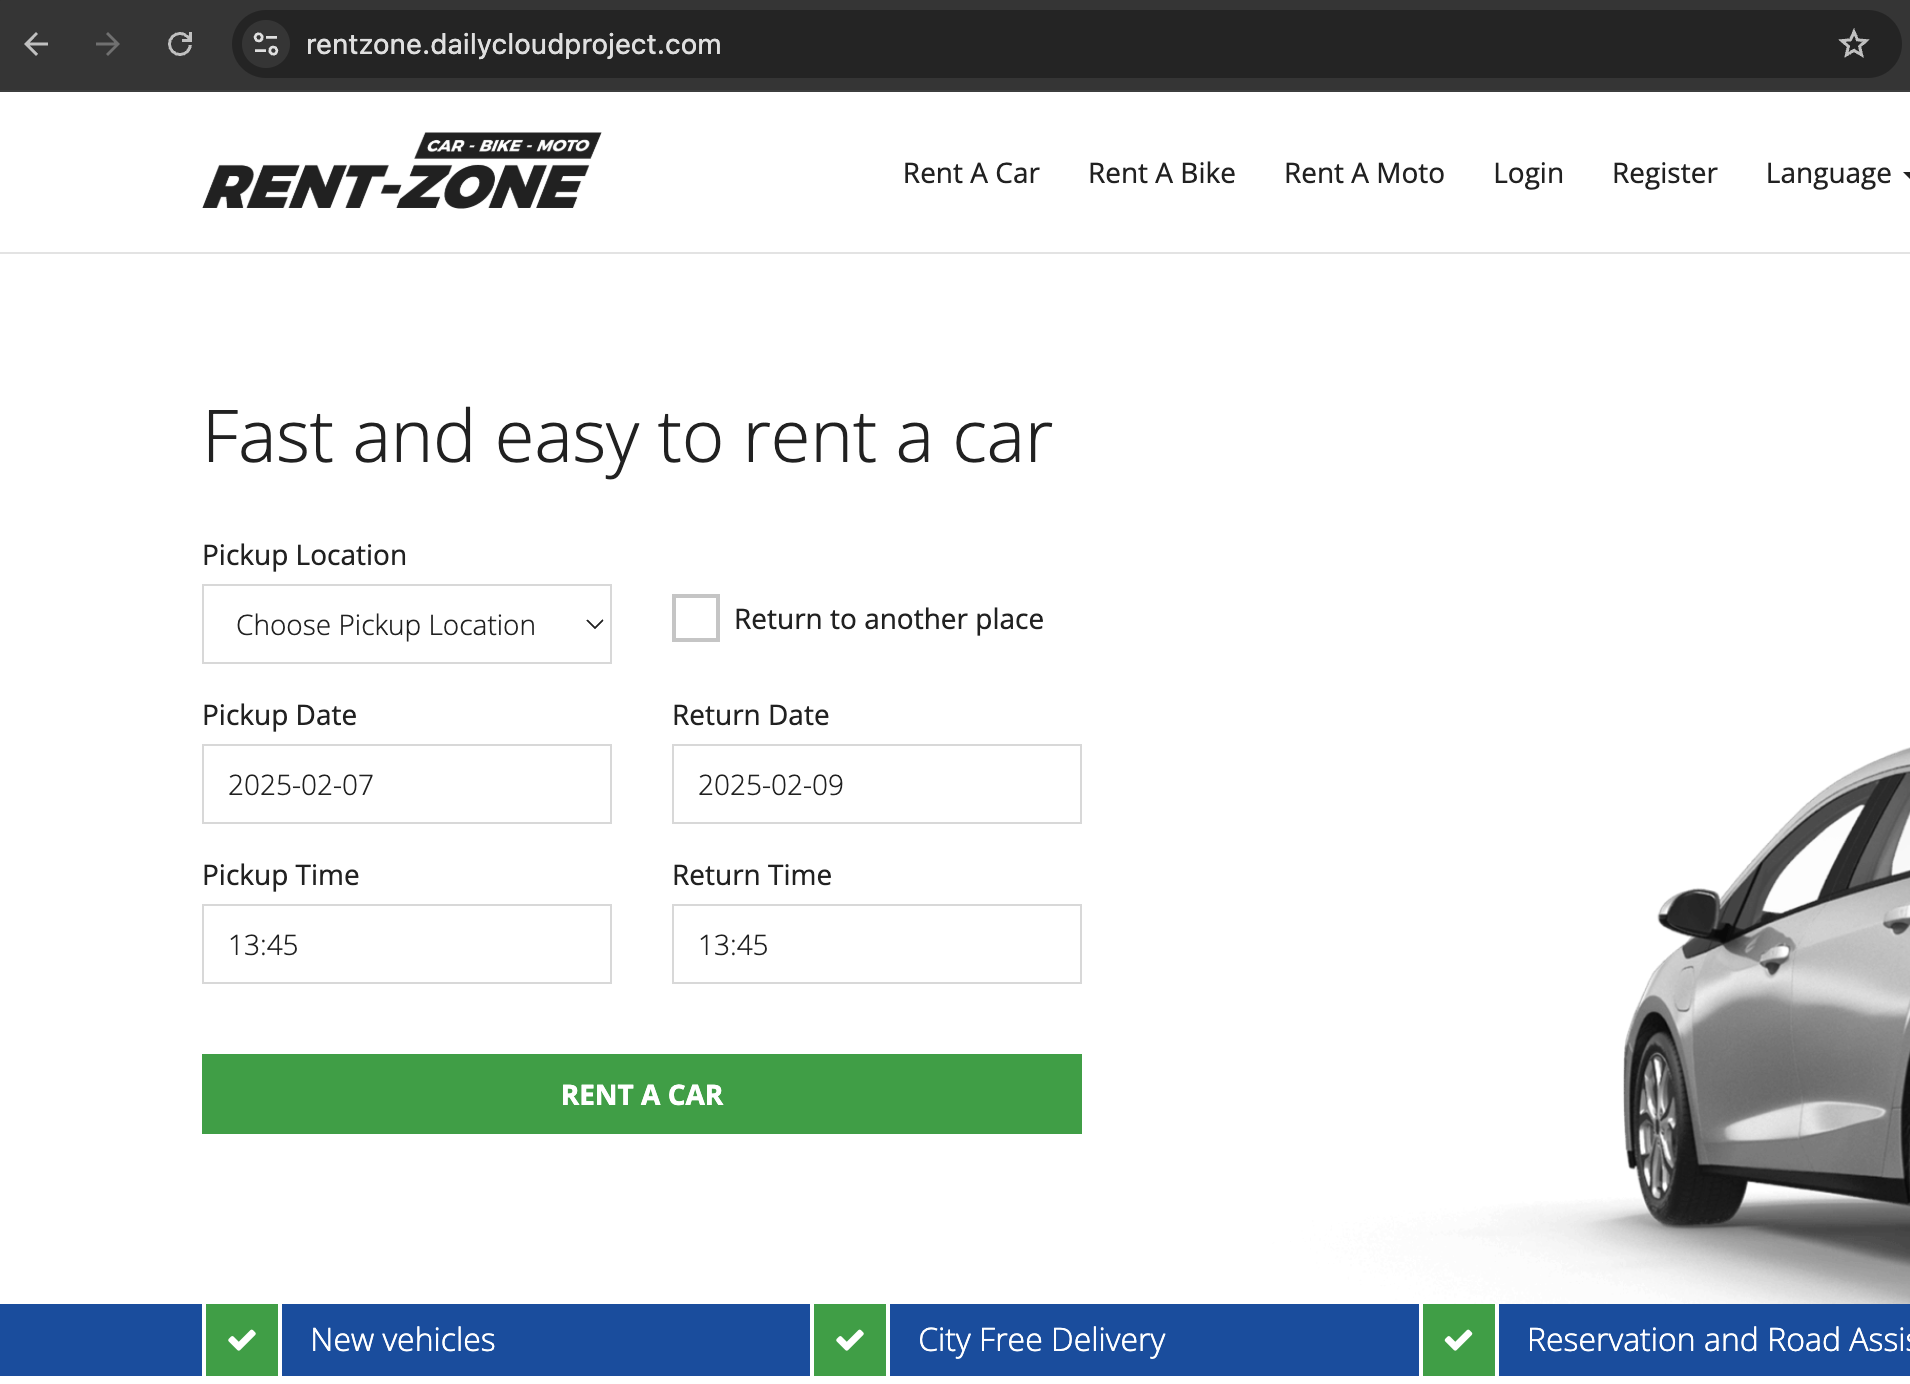 rentzone.dailycloudproject.com
CAR - BIKE - MOTO
RENT-ZONE
Rent A Car
Rent A Bike
Rent A Moto
Login
Register
Language
Fast and easy to rent a car
Pickup Location
Choose Pickup Location
Return to another place
Pickup Date
Return Date
2025-02-07
2025-02-09
Pickup Time
Return Time
13:45
13:45
RENT A CAR
New vehicles
City Free Delivery
Reservation and Road Assis